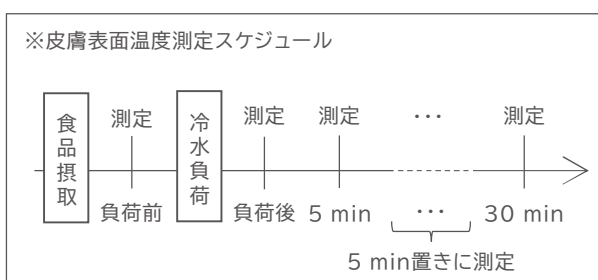 ※皮膚表面温度測定スケジュール
食品摂取
測定
冷水負荷
測定
測定
･･･
測定
負荷前
負荷後
5 min
･･･
30 min
5 min置きに測定